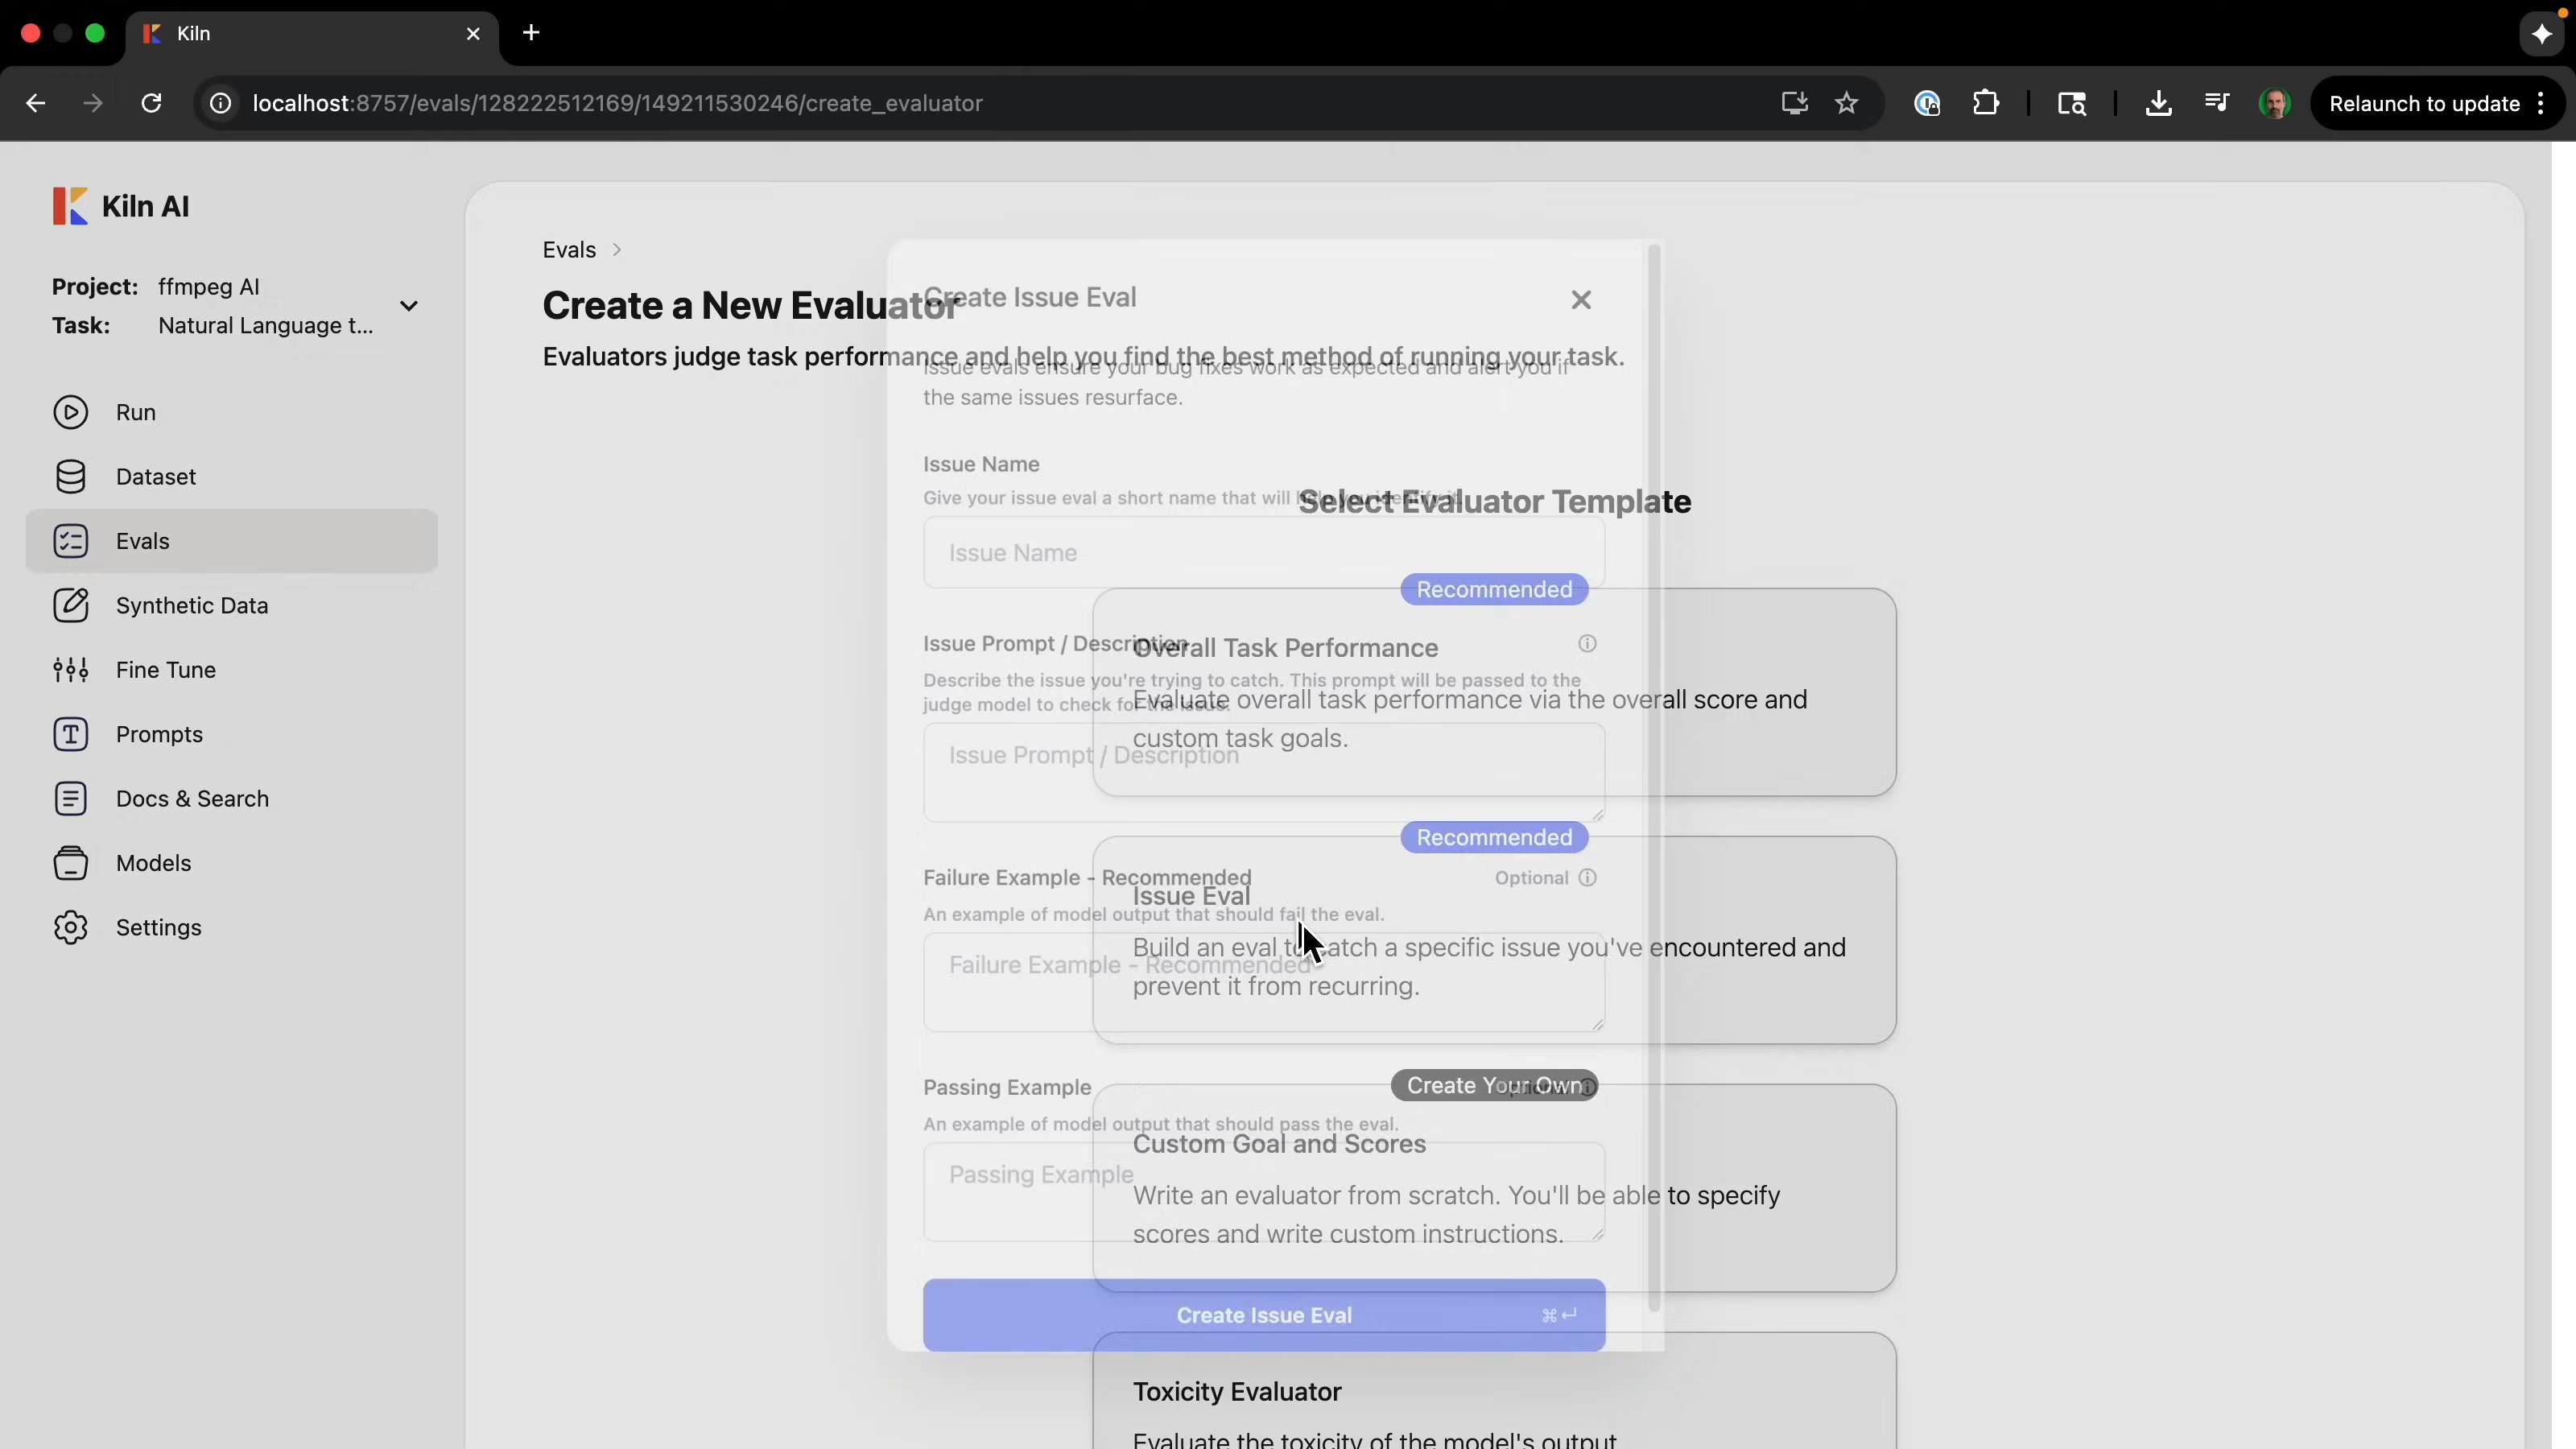 Kiln
localhost:8757/evals/128222512169/149211530246/create_evaluator
Relaunch to update
Kiln AI
Project: ffmpeg AI
Task: Natural Language t...
Run
Dataset
Evals
Synthetic Data
Fine Tune
Prompts
Docs & Search
Models
Settings
Evals
Create a New Evaluator
Evaluators judge task performance and help you find the best method of running your task.
Select Evaluator Template
Recommended
Overall Task Performance
Evaluate overall task performance via the overall score and
custom task goals.
Recommended
Issue Eval
Build an eval to catch a specific issue you've encountered and
prevent it from recurring.
Create Your Own
Custom Goal and Scores
Write an evaluator from scratch. You'll be able to specify
scores and write custom instructions.
Toxicity Evaluator
Evaluate the toxicity of the model's output
Create Issue Eval
Issue evals ensure your bug fixes work as expected and alert you if
the same issues resurface.
Issue Name
Give your issue eval a short name that will help you identify it.
Issue Name
Issue Prompt / Description
Describe the issue you're trying to catch. This prompt will be passed to the
judge model to check for the issue.
Issue Prompt / Description
Failure Example - Recommended
Optional
An example of model output that should fail the eval.
Failure Example - Recommended
Passing Example
Optional
An example of model output that should pass the eval.
Passing Example
Create Issue Eval ⌘↵